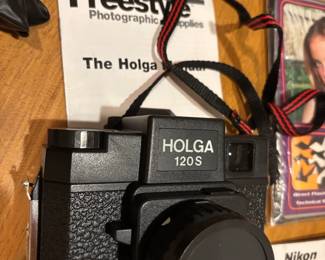 Freestyle
Photographic Supplies
The Holga Manual
HOLGA
120S
Nikon